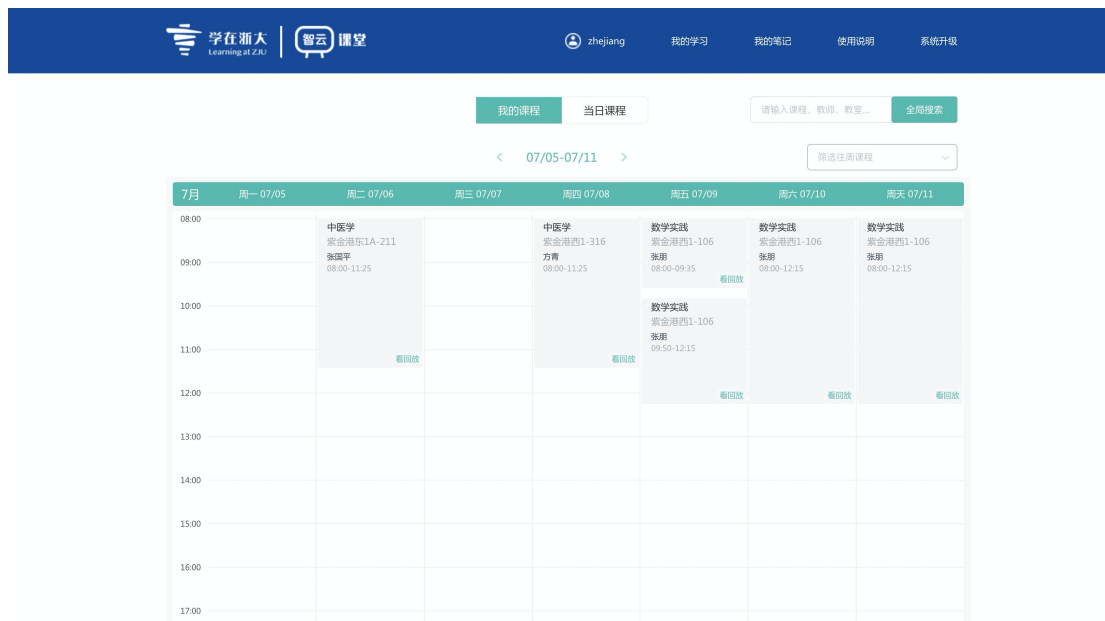 学在浙大 智云 课堂
Learning at ZJU
zhejiang 我的学习 我的笔记 使用说明 系统升级
我的课程 当日课程 请输入课程、教师、教室... 全局搜索
< 07/05-07/11 > 筛选往周课程
7月 周一 07/05 周二 07/06 周三 07/07 周四 07/08 周五 07/09 周六 07/10 周天 07/11
08:00
中医学
紫金港东1A-211
张国平
08:00-11:25
看回放
中医学
紫金港西1-316
方青
08:00-11:25
看回放
数学实践
紫金港西1-106
张朋
08:00-09:35
看回放
数学实践
紫金港西1-106
张朋
09:50-12:15
看回放
数学实践
紫金港西1-106
张朋
08:00-12:15
看回放
数学实践
紫金港西1-106
张朋
08:00-12:15
看回放
09:00
10:00
11:00
12:00
13:00
14:00
15:00
16:00
17:00